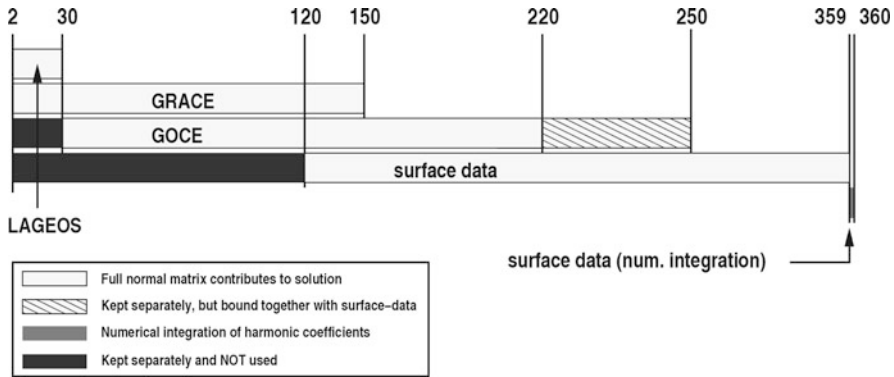 2 30 120 150 220 250 359 360
GRACE
GOCE
surface data
LAGEOS
surface data (num. integration)
Full normal matrix contributes to solution
Kept separately, but bound together with surface-data
Numerical integration of harmonic coefficients
Kept separately and NOT used